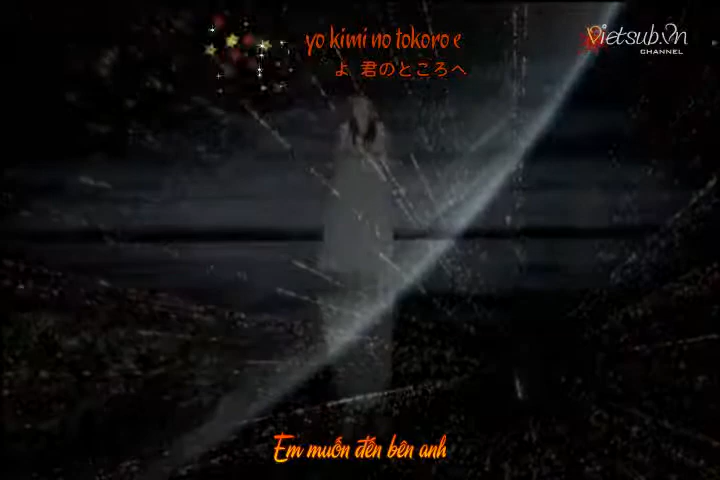 yo kimi no tokoro e
Vietsub.Vn
CHANNEL
よ 君のところへ
Em muốn đến bên anh